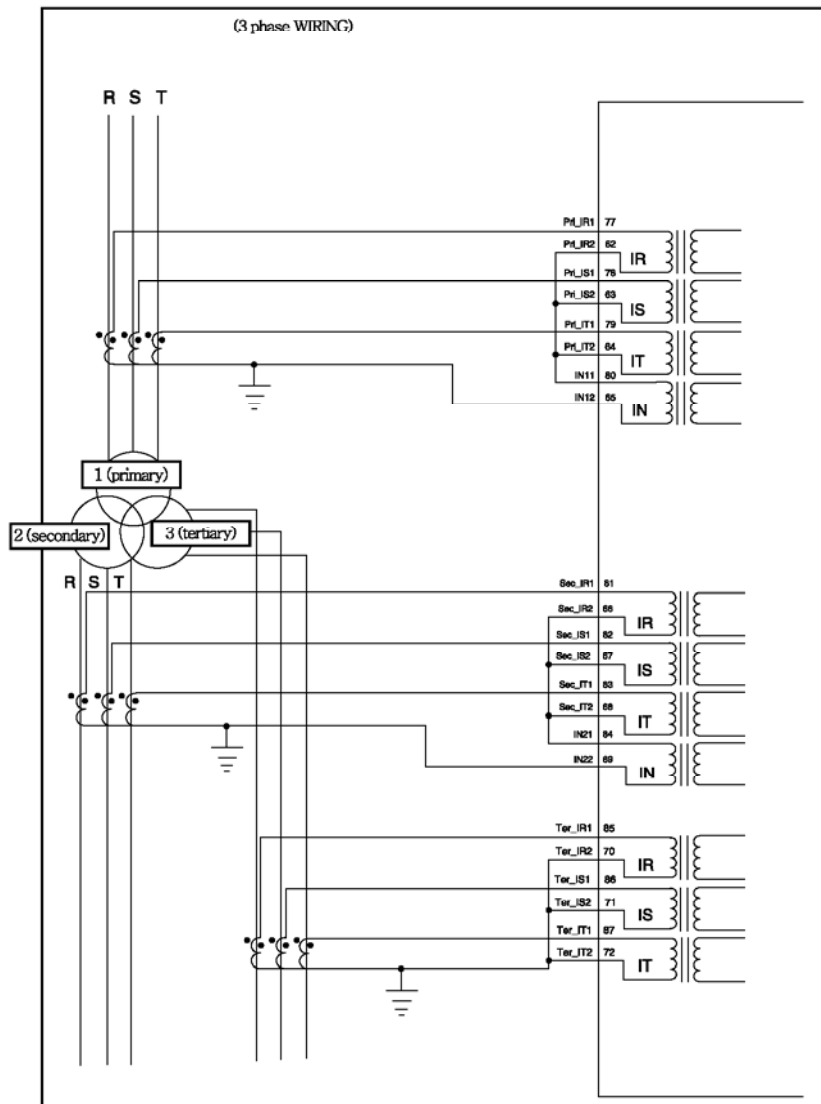 (3 phase WIRING)
R S T
Pri_IR1 77
Pri_IR2 62
IR
Pri_IS1 78
Pri_IS2 63
IS
Pri_IT1 79
Pri_IT2 64
IT
IN11 80
IN12 65
IN
1 (primary)
2 (secondary)
3 (tertiary)
R S T
Sec_IR1 81
Sec_IR2 66
IR
Sec_IS1 82
Sec_IS2 67
IS
Sec_IT1 83
Sec_IT2 68
IT
IN21 84
IN22 69
IN
Ter_IR1 85
Ter_IR2 70
IR
Ter_IS1 86
Ter_IS2 71
IS
Ter_IT1 87
Ter_IT2 72
IT